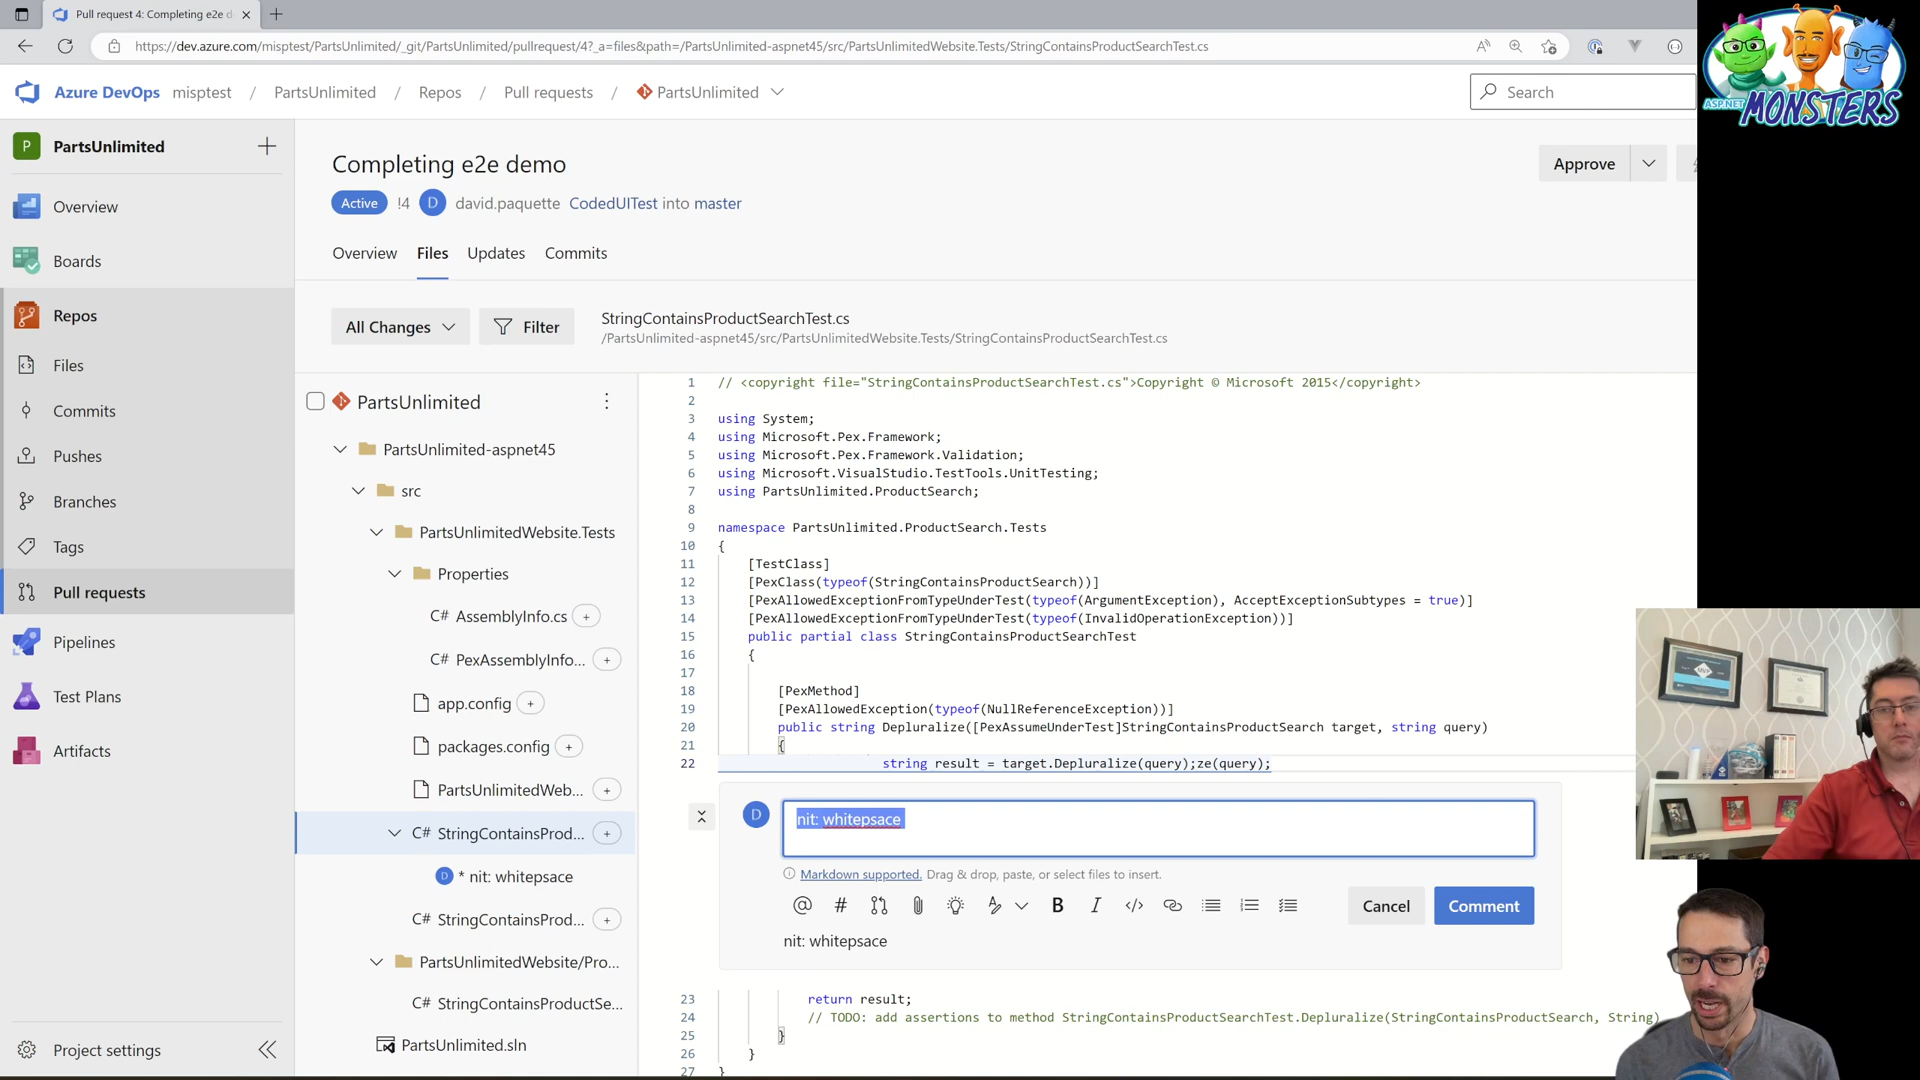 Pull request 4: Completing e2e d
https://dev.azure.com/misptest/PartsUnlimited/_git/PartsUnlimited/pullrequest/4?_a=files&path=/PartsUnlimited-aspnet45/src/PartsUnlimitedWebsite.Tests/StringContainsProductSearchTest.cs
ASP.NET MONSTERS
Azure DevOps misptest / PartsUnlimited / Repos / Pull requests / PartsUnlimited
Search
P PartsUnlimited
Overview
Boards
Repos
Files
Commits
Pushes
Branches
Tags
Pull requests
Pipelines
Test Plans
Artifacts
Project settings
Completing e2e demo
Approve
Active !4 D david.paquette CodedUITest into master
Overview Files Updates Commits
All Changes Filter
StringContainsProductSearchTest.cs
/PartsUnlimited-aspnet45/src/PartsUnlimitedWebsite.Tests/StringContainsProductSearchTest.cs
PartsUnlimited
PartsUnlimited-aspnet45
src
PartsUnlimitedWebsite.Tests
Properties
C# AssemblyInfo.cs +
C# PexAssemblyInfo... +
app.config +
packages.config +
PartsUnlimitedWeb... +
C# StringContainsProd... +
D * nit: whitepsace
C# StringContainsProd... +
PartsUnlimitedWebsite/Pro...
C# StringContainsProductSe...
PartsUnlimited.sln
1 // <copyright file="StringContainsProductSearchTest.cs">Copyright © Microsoft 2015</copyright>
2
3 using System;
4 using Microsoft.Pex.Framework;
5 using Microsoft.Pex.Framework.Validation;
6 using Microsoft.VisualStudio.TestTools.UnitTesting;
7 using PartsUnlimited.ProductSearch;
8
9 namespace PartsUnlimited.ProductSearch.Tests
10 {
11 [TestClass]
12 [PexClass(typeof(StringContainsProductSearch))]
13 [PexAllowedExceptionFromTypeUnderTest(typeof(ArgumentException), AcceptExceptionSubtypes = true)]
14 [PexAllowedExceptionFromTypeUnderTest(typeof(InvalidOperationException))]
15 public partial class StringContainsProductSearchTest
16 {
17
18 [PexMethod]
19 [PexAllowedException(typeof(NullReferenceException))]
20 public string Depluralize([PexAssumeUnderTest]StringContainsProductSearch target, string query)
21 {
22 string result = target.Depluralize(query);ze(query);
D nit: whitepsace
Markdown supported. Drag & drop, paste, or select files to insert.
@ # B I </> Cancel Comment
nit: whitepsace
23 return result;
24 // TODO: add assertions to method StringContainsProductSearchTest.Depluralize(StringContainsProductSearch, String)
25 }
26 }
27 }